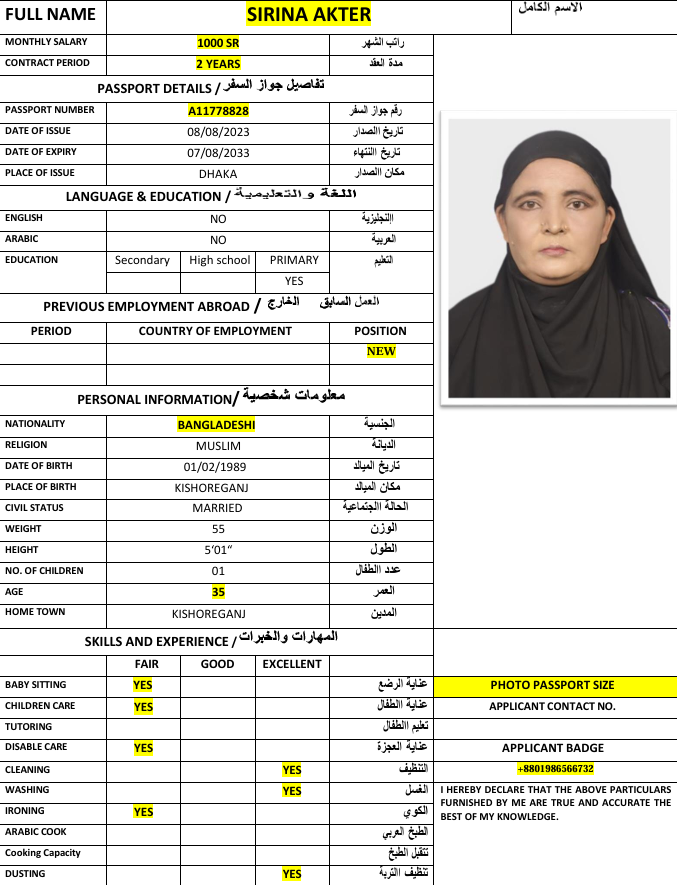 FULL NAME SIRINA AKTER الاسم الكامل
MONTHLY SALARY 1000 SR راتب الشهر
CONTRACT PERIOD 2 YEARS مدة العقد
PASSPORT DETAILS / تفاصيل جواز السفر
PASSPORT NUMBER A11778828 رقم جواز السفر
DATE OF ISSUE 08/08/2023 تاريخ االصدار
DATE OF EXPIRY 07/08/2033 تاريخ االنتهاء
PLACE OF ISSUE DHAKA مكان االصدار
LANGUAGE & EDUCATION / اللغة والتعليمية
ENGLISH NO اإلنجليزية
ARABIC NO العربية
EDUCATION Secondary High school PRIMARY التعليم
YES
PREVIOUS EMPLOYMENT ABROAD / العمل السابق الخارج
PERIOD COUNTRY OF EMPLOYMENT POSITION
NEW
PERSONAL INFORMATION/ معلومات شخصية
NATIONALITY BANGLADESHI الجنسية
RELIGION MUSLIM الديانة
DATE OF BIRTH 01/02/1989 تاريخ الميالد
PLACE OF BIRTH KISHOREGANJ مكان الميالد
CIVIL STATUS MARRIED الحالة االجتماعية
WEIGHT 55 الوزن
HEIGHT 5‘01“ الطول
NO. OF CHILDREN 01 عدد االطفال
AGE 35 العمر
HOME TOWN KISHOREGANJ المدين
SKILLS AND EXPERIENCE / المهارات والخبرات
FAIR GOOD EXCELLENT
BABY SITTING YES عناية الرضع
CHILDREN CARE YES عناية االطفال
TUTORING تعليم االطفال
DISABLE CARE YES عناية العجزة
CLEANING YES التنظيف
WASHING YES الغسل
IRONING YES الكوي
ARABIC COOK الطبخ العربي
Cooking Capacity تتقبل الطبخ
DUSTING YES تنظيف االتربة
PHOTO PASSPORT SIZE
APPLICANT CONTACT NO.
APPLICANT BADGE
+8801986566732
I HEREBY DECLARE THAT THE ABOVE PARTICULARS
FURNISHED BY ME ARE TRUE AND ACCURATE THE
BEST OF MY KNOWLEDGE.